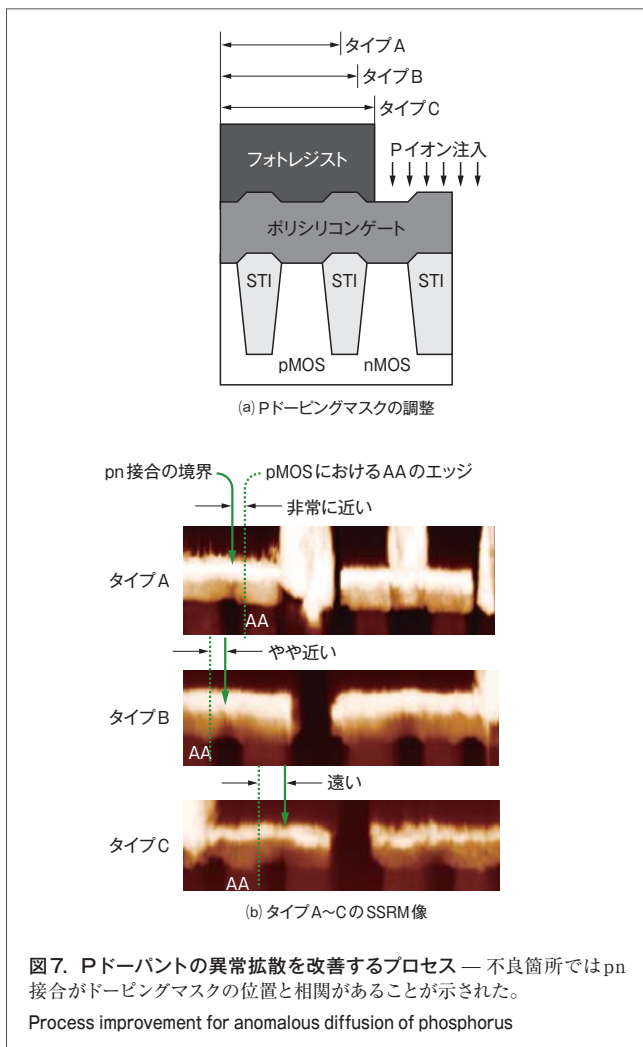 タイプA
タイプB
タイプC
フォトレジスト
Pイオン注入
ポリシリコンゲート
STI STI STI
pMOS nMOS
(a) Pドーピングマスクの調整
pn接合の境界 pMOSにおけるAAのエッジ
非常に近い
タイプA
AA
やや近い
タイプB
AA
遠い
タイプC
AA
(b) タイプA〜CのSSRM像
図7. Pドーパントの異常拡散を改善するプロセス — 不良箇所ではpn
接合がドーピングマスクの位置と相関があることが示された。
Process improvement for anomalous diffusion of phosphorus